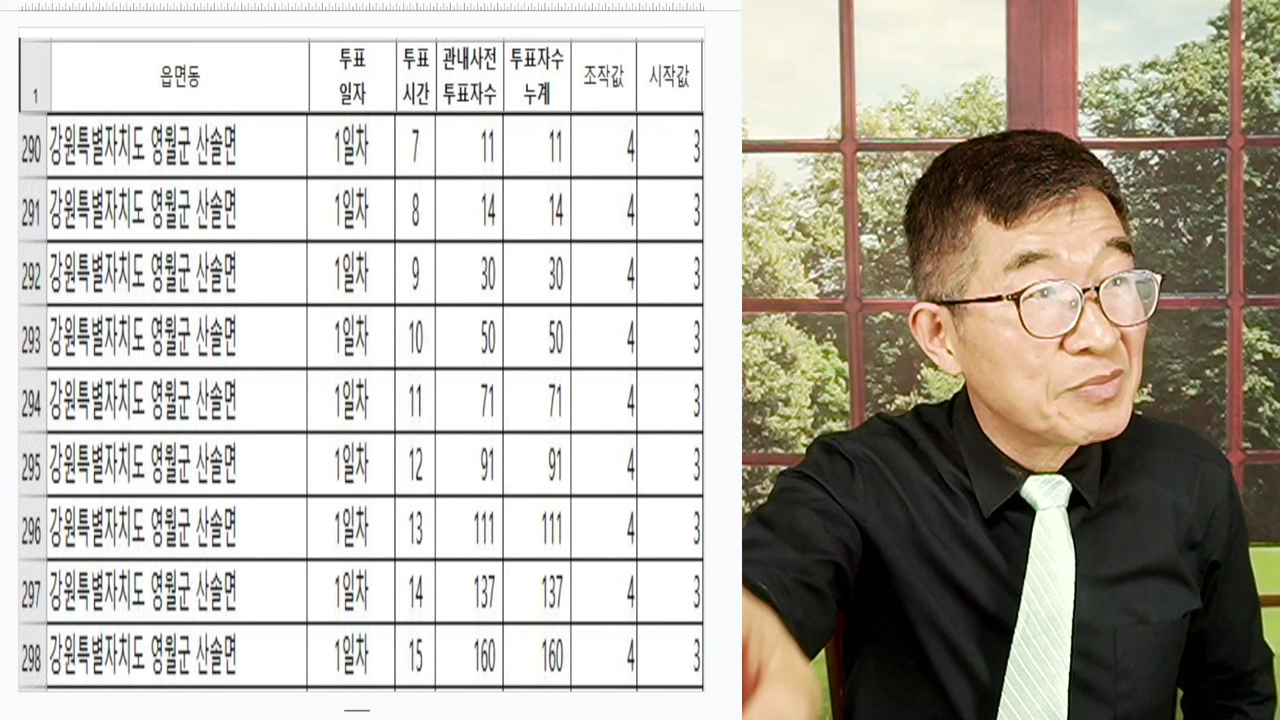 1 읍면동 투표 일자 투표 시간 관내사전 투표자수 투표자수 누계 조작값 시작값
290 강원특별자치도 영월군 산솔면 1일차 7 11 11 4 3
291 강원특별자치도 영월군 산솔면 1일차 8 14 14 4 3
292 강원특별자치도 영월군 산솔면 1일차 9 30 30 4 3
293 강원특별자치도 영월군 산솔면 1일차 10 50 50 4 3
294 강원특별자치도 영월군 산솔면 1일차 11 71 71 4 3
295 강원특별자치도 영월군 산솔면 1일차 12 91 91 4 3
296 강원특별자치도 영월군 산솔면 1일차 13 111 111 4 3
297 강원특별자치도 영월군 산솔면 1일차 14 137 137 4 3
298 강원특별자치도 영월군 산솔면 1일차 15 160 160 4 3